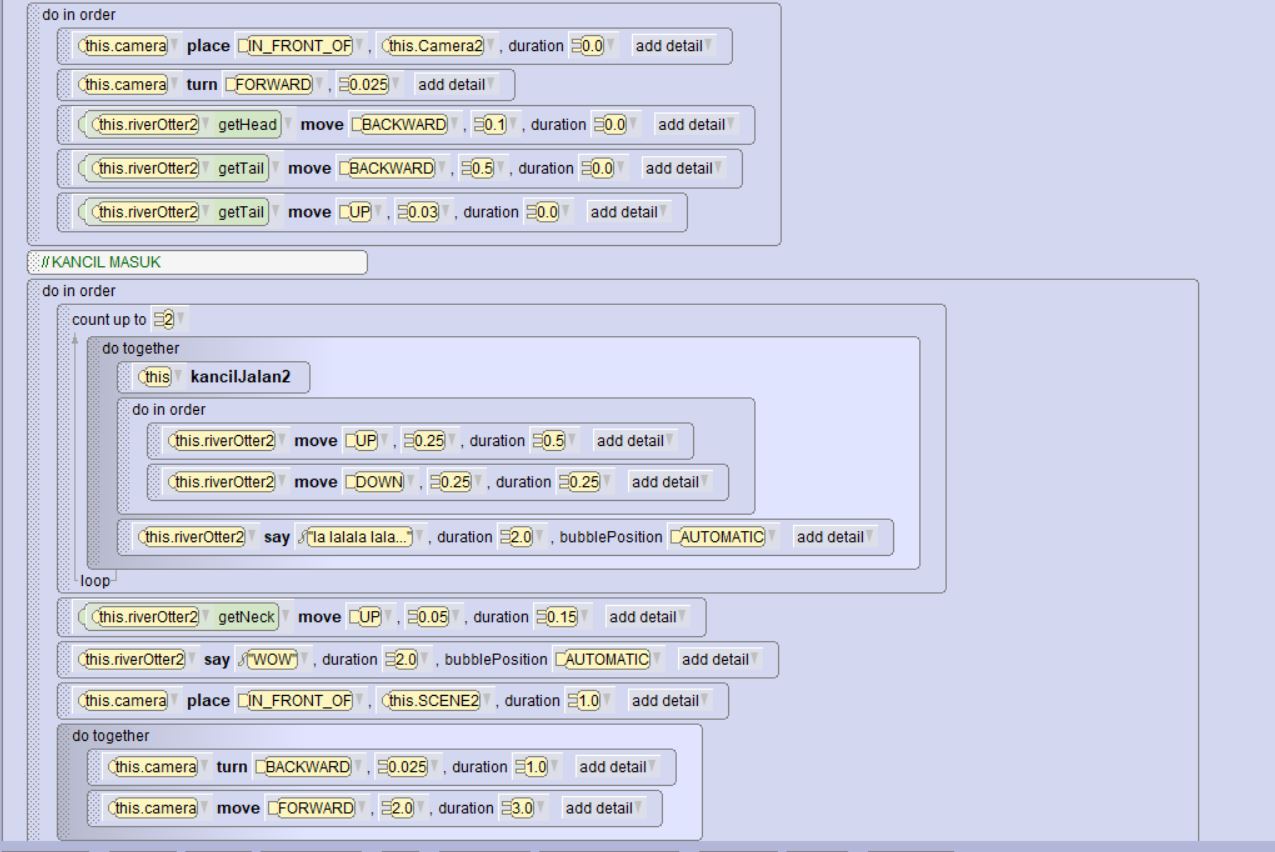 do in order
this.camera place IN_FRONT_OF , this.Camera2 , duration 0.0 add detail
this.camera turn FORWARD , 0.025 add detail
this.riverOtter2 getHead move BACKWARD , 0.1 , duration 0.0 add detail
this.riverOtter2 getTail move BACKWARD , 0.5 , duration 0.0 add detail
this.riverOtter2 getTail move UP , 0.03 , duration 0.0 add detail
//KANCIL MASUK
do in order
count up to 2
do together
this kancilJalan2
do in order
this.riverOtter2 move UP , 0.25 , duration 0.5 add detail
this.riverOtter2 move DOWN , 0.25 , duration 0.25 add detail
this.riverOtter2 say "la lalala lala..." , duration 2.0 , bubblePosition AUTOMATIC add detail
loop
this.riverOtter2 getNeck move UP , 0.05 , duration 0.15 add detail
this.riverOtter2 say "WOW" , duration 2.0 , bubblePosition AUTOMATIC add detail
this.camera place IN_FRONT_OF , this.SCENE2 , duration 1.0 add detail
do together
this.camera turn BACKWARD , 0.025 , duration 1.0 add detail
this.camera move FORWARD , 2.0 , duration 3.0 add detail